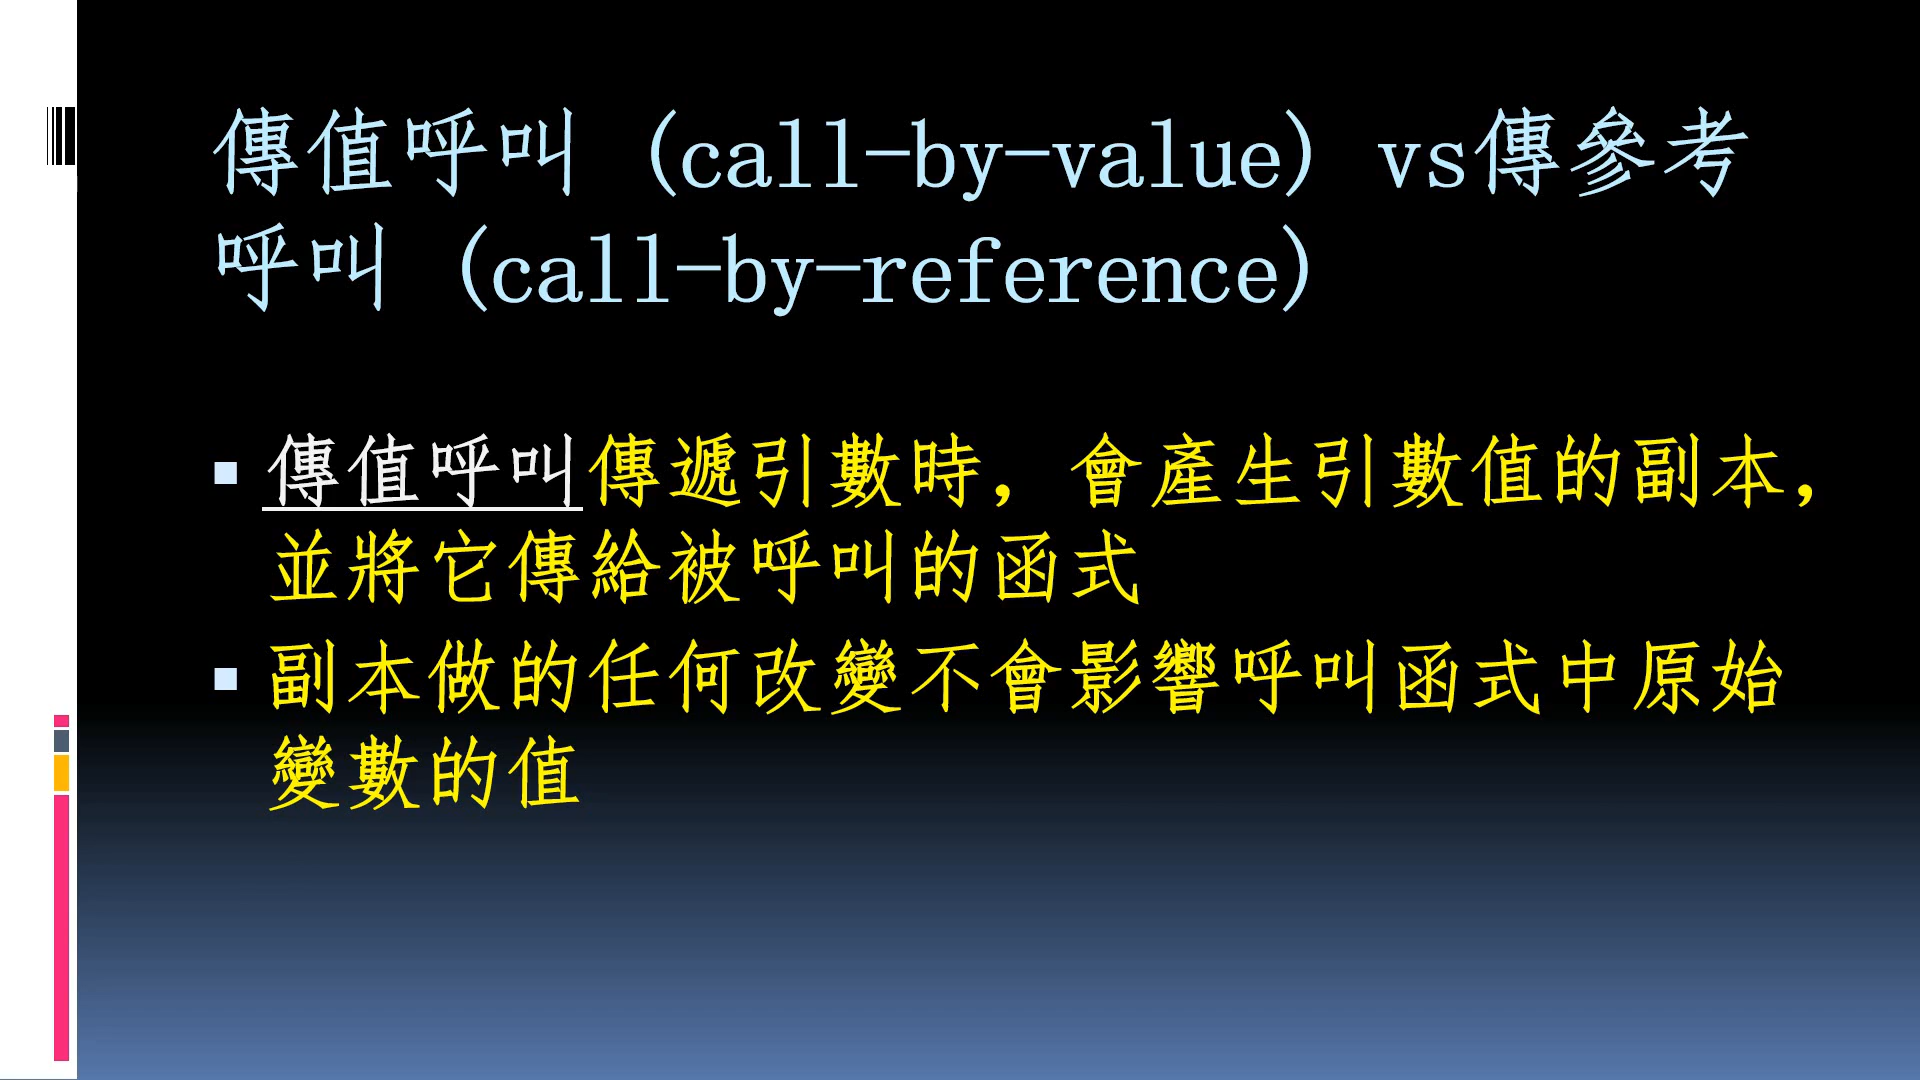 傳值呼叫 (call-by-value) vs傳參考
呼叫 (call-by-reference)
傳值呼叫傳遞引數時，會產生引數值的副本，
並將它傳給被呼叫的函式
副本做的任何改變不會影響呼叫函式中原始
變數的值